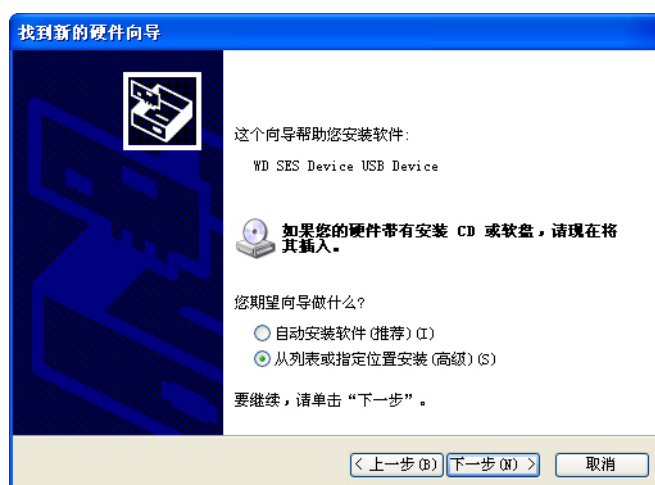 找到新的硬件向导
这个向导帮助您安装软件:
WD SES Device USB Device
如果您的硬件带有安装 CD 或软盘，请现在将
其插入。
您期望向导做什么?
自动安装软件(推荐)(I)
从列表或指定位置安装(高级)(S)
要继续，请单击“下一步”。
< 上一步(B) 下一步(N) > 取消